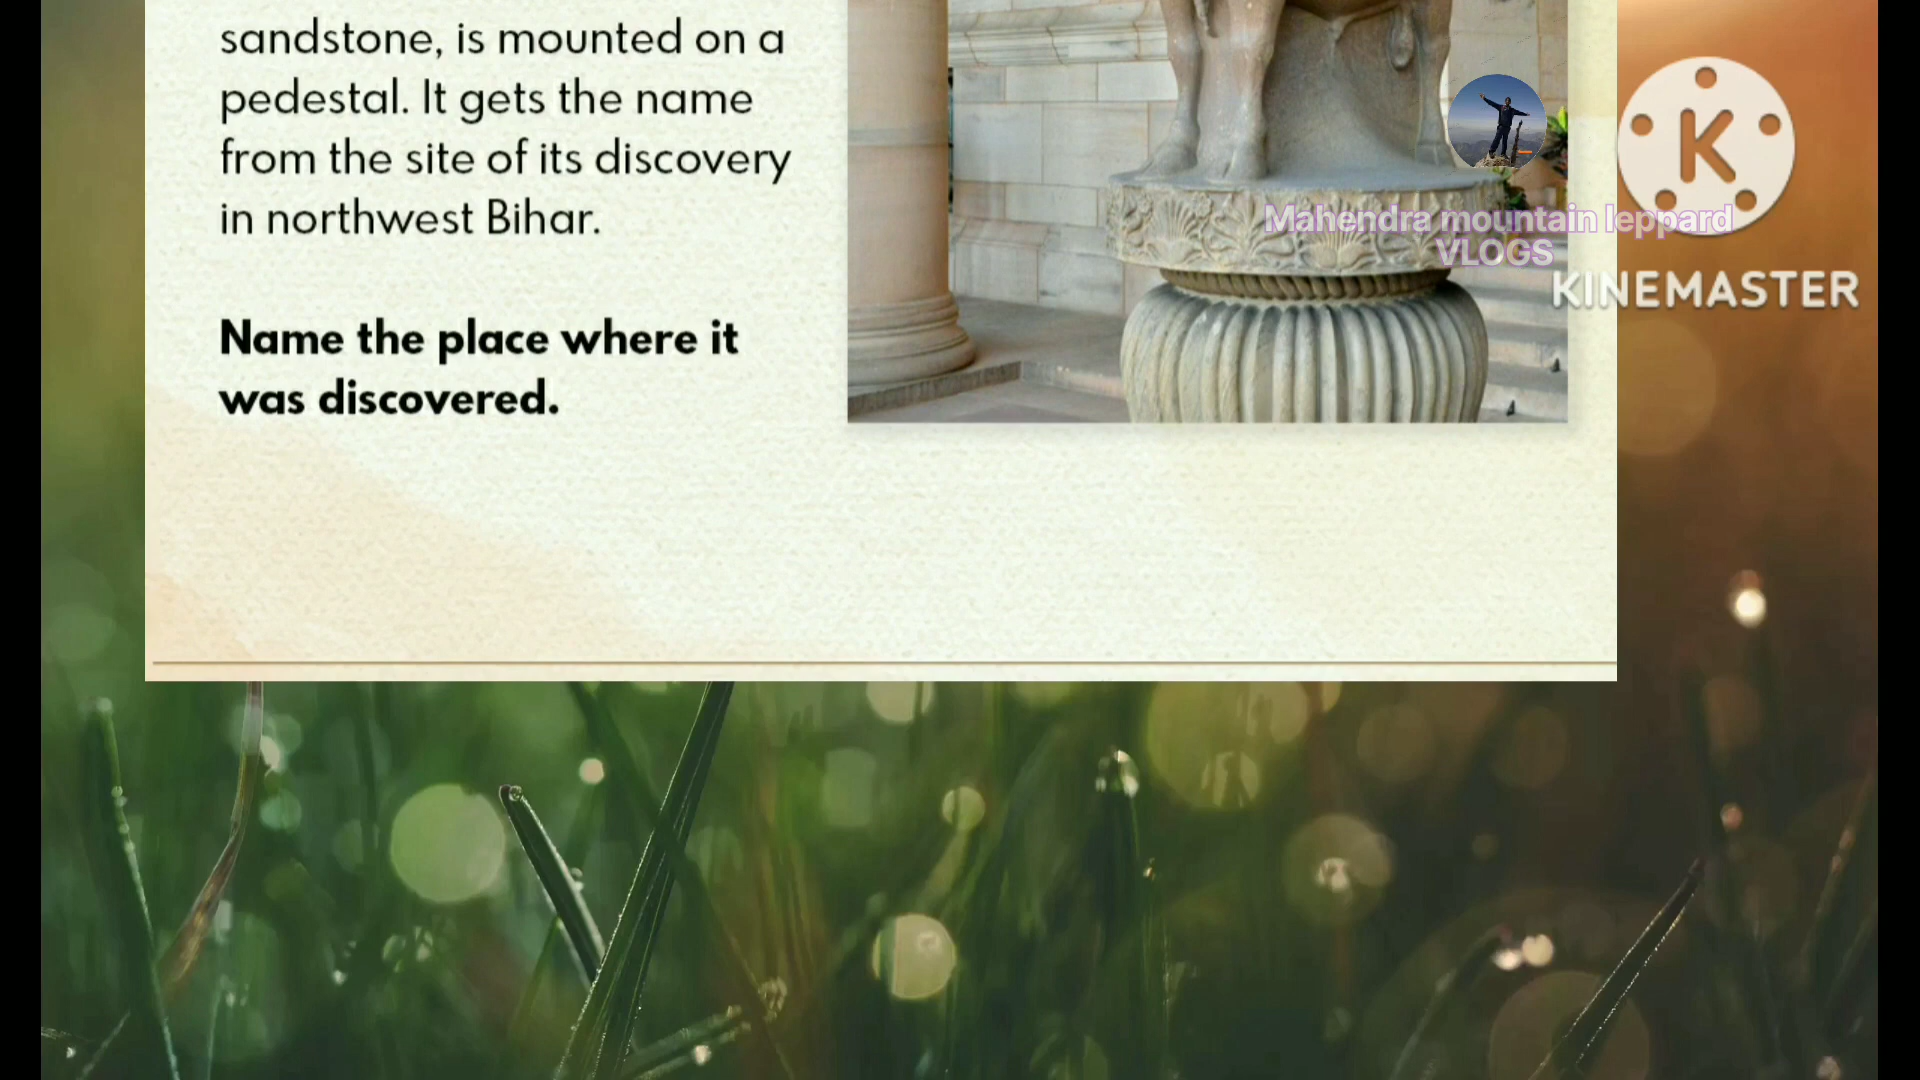 sandstone, is mounted on a
pedestal. It gets the name
from the site of its discovery
in northwest Bihar.
Name the place where it
was discovered.
Mahendra mountain leppard
VLOGS
K
KINEMASTER